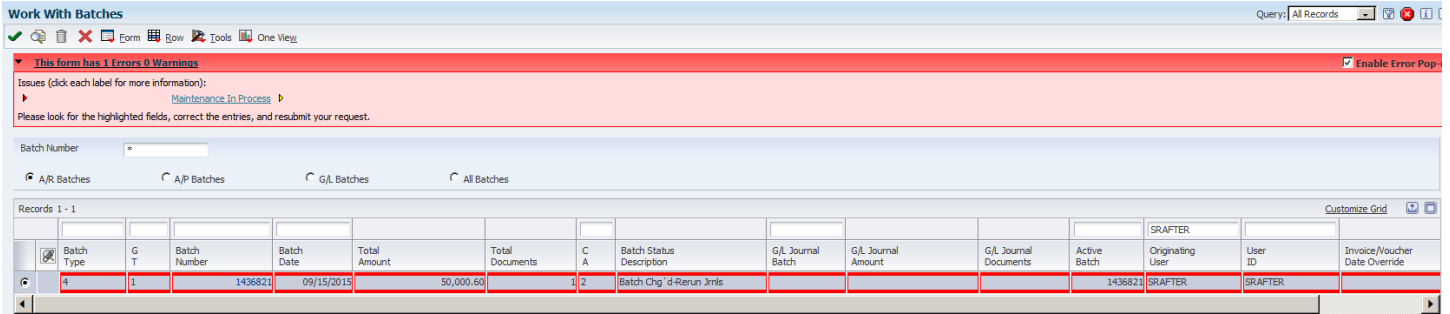 Work With Batches Query: All Records
Form Row Tools One View
This form has 1 Errors 0 Warnings Enable Error Pop-
Issues (click each label for more information):
Maintenance In Process
Please look for the highlighted fields, correct the entries, and resubmit your request.
Batch Number *
A/R Batches A/P Batches G/L Batches All Batches
Records 1 - 1 Customize Grid
SRAFTER
Batch Type G T Batch Number Batch Date Total Amount Total Documents C A Batch Status Description G/L Journal Batch G/L Journal Amount G/L Journal Documents Active Batch Originating User User ID Invoice/Voucher Date Override
4 1 1436821 09/15/2015 50,000.60 1 2 Batch Chg`d-Rerun Jrnls 1436821 SRAFTER SRAFTER